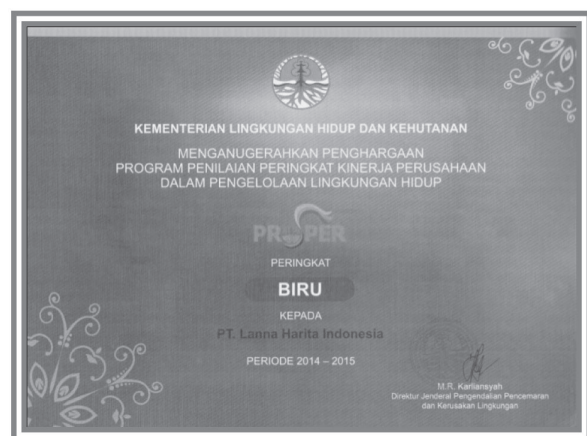 KEMENTERIAN LINGKUNGAN HIDUP DAN KEHUTANAN
MENGANUGERAHKAN PENGHARGAAN
PROGRAM PENILAIAN PERINGKAT KINERJA PERUSAHAAN
DALAM PENGELOLAAN LINGKUNGAN HIDUP
PROPER
PERINGKAT
BIRU
KEPADA
PT. Lanna Harita Indonesia
PERIODE 2014 – 2015
M.R. Karliansyah
Direktur Jenderal Pengendalian Pencemaran
dan Kerusakan Lingkungan